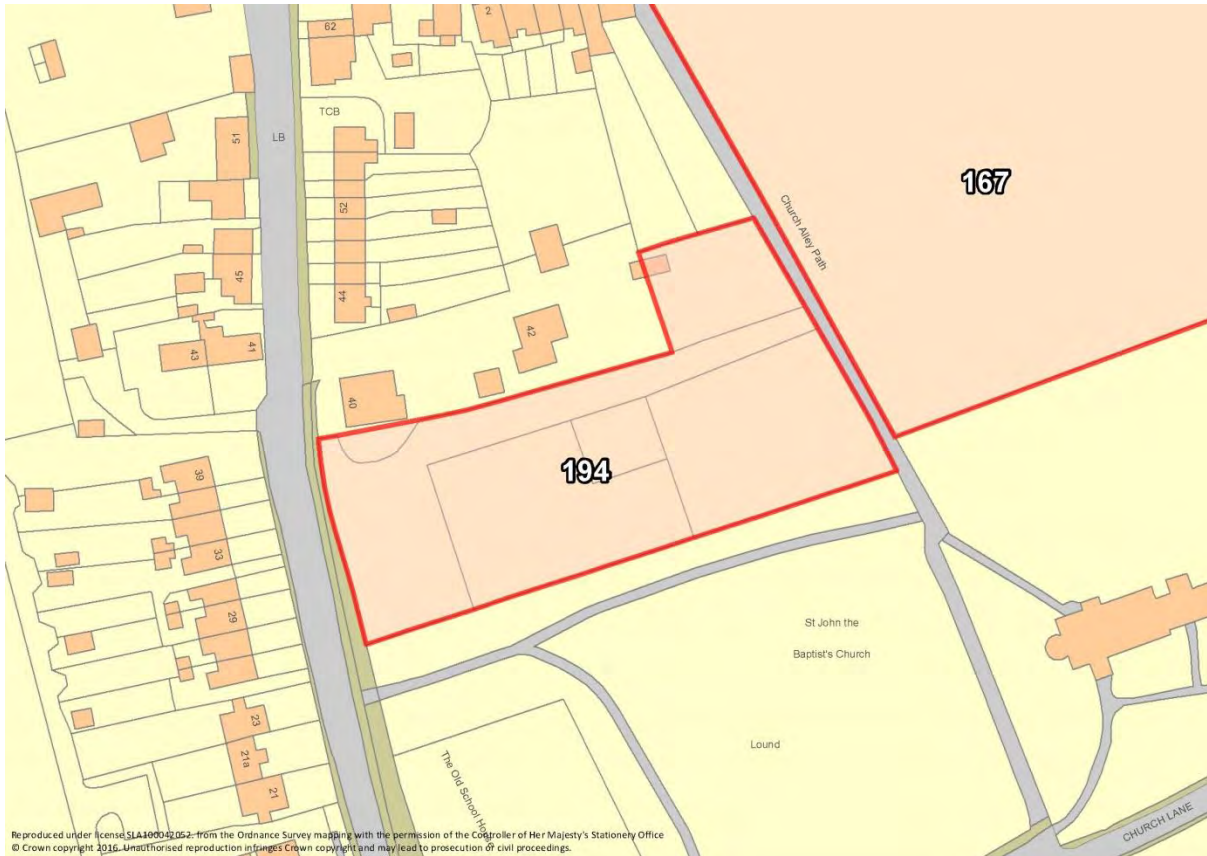 2
62
TCB
LB
51
52
167
Church Alley Path
45
44
42
43
41
40
194
39
33
29
St John the
Baptist's Church
23
21a
21
Lound
The Old School House
CHURCH LANE
Reproduced under license SLA100042052. from the Ordnance Survey mapping with the permission of the Controller of Her Majesty's Stationery Office
© Crown copyright 2016. Unauthorised reproduction infringes Crown copyright and may lead to prosecution or civil proceedings.